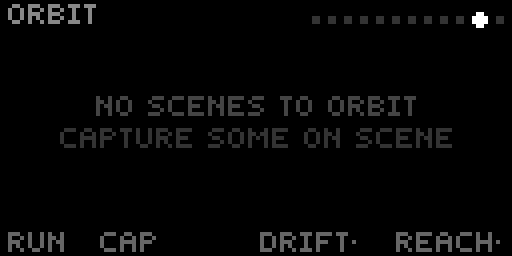 ORBIT
NO SCENES TO ORBIT
CAPTURE SOME ON SCENE
RUN CAP DRIFT· REACH·